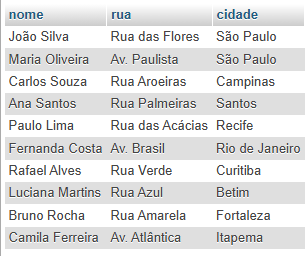 nome rua cidade
João Silva Rua das Flores São Paulo
Maria Oliveira Av. Paulista São Paulo
Carlos Souza Rua Aroeiras Campinas
Ana Santos Rua Palmeiras Santos
Paulo Lima Rua das Acácias Recife
Fernanda Costa Av. Brasil Rio de Janeiro
Rafael Alves Rua Verde Curitiba
Luciana Martins Rua Azul Betim
Bruno Rocha Rua Amarela Fortaleza
Camila Ferreira Av. Atlântica Itapema